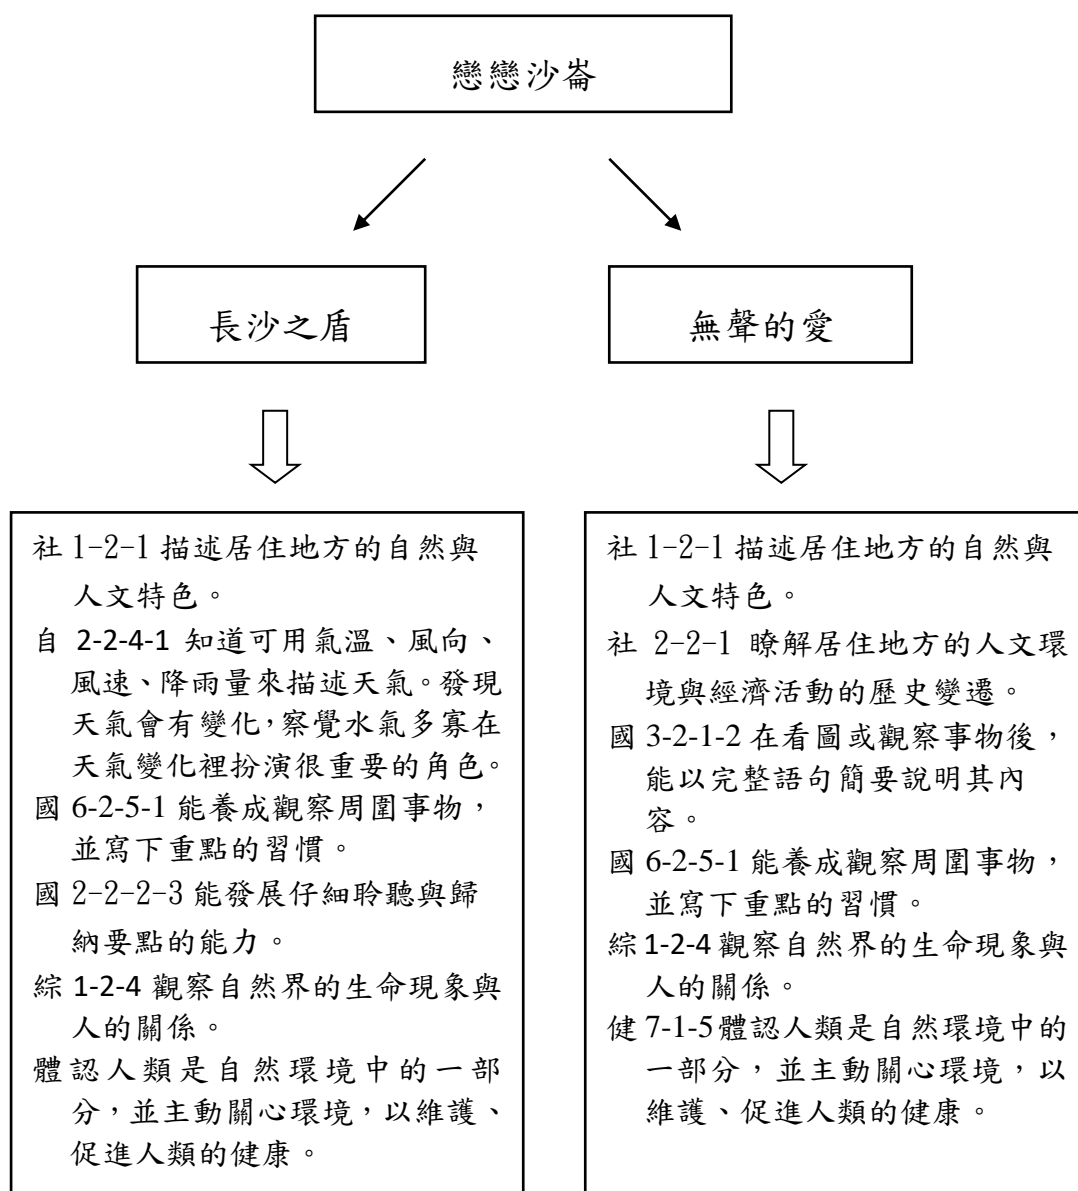 戀戀沙崙
長沙之盾
無聲的愛
社 1-2-1 描述居住地方的自然與
人文特色。
自 2-2-4-1 知道可用氣溫、風向、
風速、降雨量來描述天氣。發現
天氣會有變化,察覺水氣多寡在
天氣變化裡扮演很重要的角色。
國 6-2-5-1 能養成觀察周圍事物,
並寫下重點的習慣。
國 2-2-2-3 能發展仔細聆聽與歸
納要點的能力。
綜 1-2-4 觀察自然界的生命現象與
人的關係。
體認人類是自然環境中的一部
分,並主動關心環境,以維護、
促進人類的健康。
社 1-2-1 描述居住地方的自然與
人文特色。
社 2-2-1 瞭解居住地方的人文環
境與經濟活動的歷史變遷。
國 3-2-1-2 在看圖或觀察事物後,
能以完整語句簡要說明其內
容。
國 6-2-5-1 能養成觀察周圍事物,
並寫下重點的習慣。
綜 1-2-4 觀察自然界的生命現象與
人的關係。
健 7-1-5 體認人類是自然環境中的
一部分,並主動關心環境,以
維護、促進人類的健康。